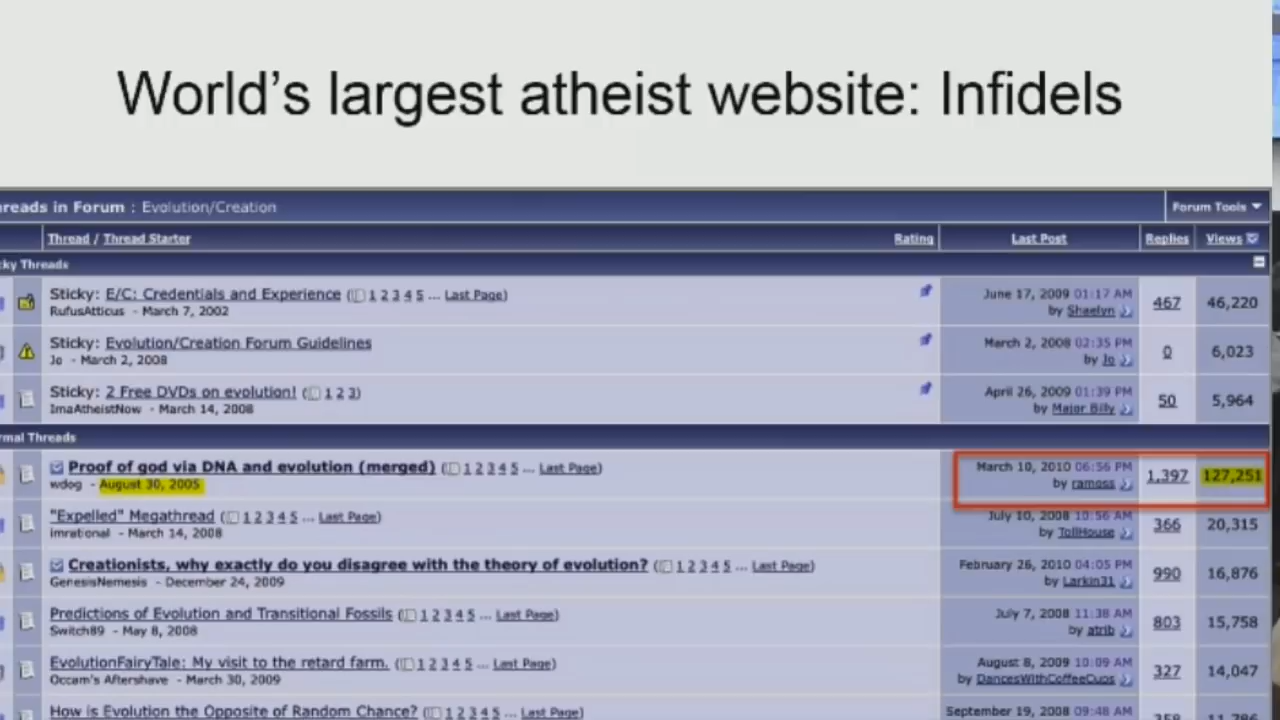 World's largest atheist website: Infidels
reads in Forum : Evolution/Creation Forum Tools
Thread / Thread Starter Rating Last Post Replies Views
cky Threads
Sticky: E/C: Credentials and Experience ( 1 2 3 4 5 ... Last Page) June 17, 2009 01:17 AM 467 46,220
RufusAtticus - March 7, 2002 by Shaelyn
Sticky: Evolution/Creation Forum Guidelines March 2, 2008 02:35 PM 0 6,023
Jo - March 2, 2008 by Jo
Sticky: 2 Free DVDs on evolution! ( 1 2 3) April 26, 2009 01:39 PM 50 5,964
ImaAtheistNow - March 14, 2008 by Major Billy
rmal Threads
Proof of god via DNA and evolution (merged) ( 1 2 3 4 5 ... Last Page) March 10, 2010 06:56 PM 1,397 127,251
wdog - August 30, 2005 by ramoss
"Expelled" Megathread ( 1 2 3 4 5 ... Last Page) July 10, 2008 10:56 AM 366 20,315
imrational - March 14, 2008 by TollHouse
Creationists, why exactly do you disagree with the theory of evolution? ( 1 2 3 4 5 ... Last Page) February 26, 2010 04:05 PM 990 16,876
GenesisNemesis - December 24, 2009 by Larkin31
Predictions of Evolution and Transitional Fossils ( 1 2 3 4 5 ... Last Page) July 7, 2008 11:38 AM 803 15,758
Switch89 - May 8, 2008 by atrib
EvolutionFairyTale: My visit to the retard farm. ( 1 2 3 4 5 ... Last Page) August 8, 2009 10:09 AM 327 14,047
Occam's Aftershave - March 30, 2009 by DancesWithCoffeeCups
How is Evolution the Opposite of Random Chance? ( 1 2 3 4 5 ... Last Page) September 19, 2008 09:48 AM